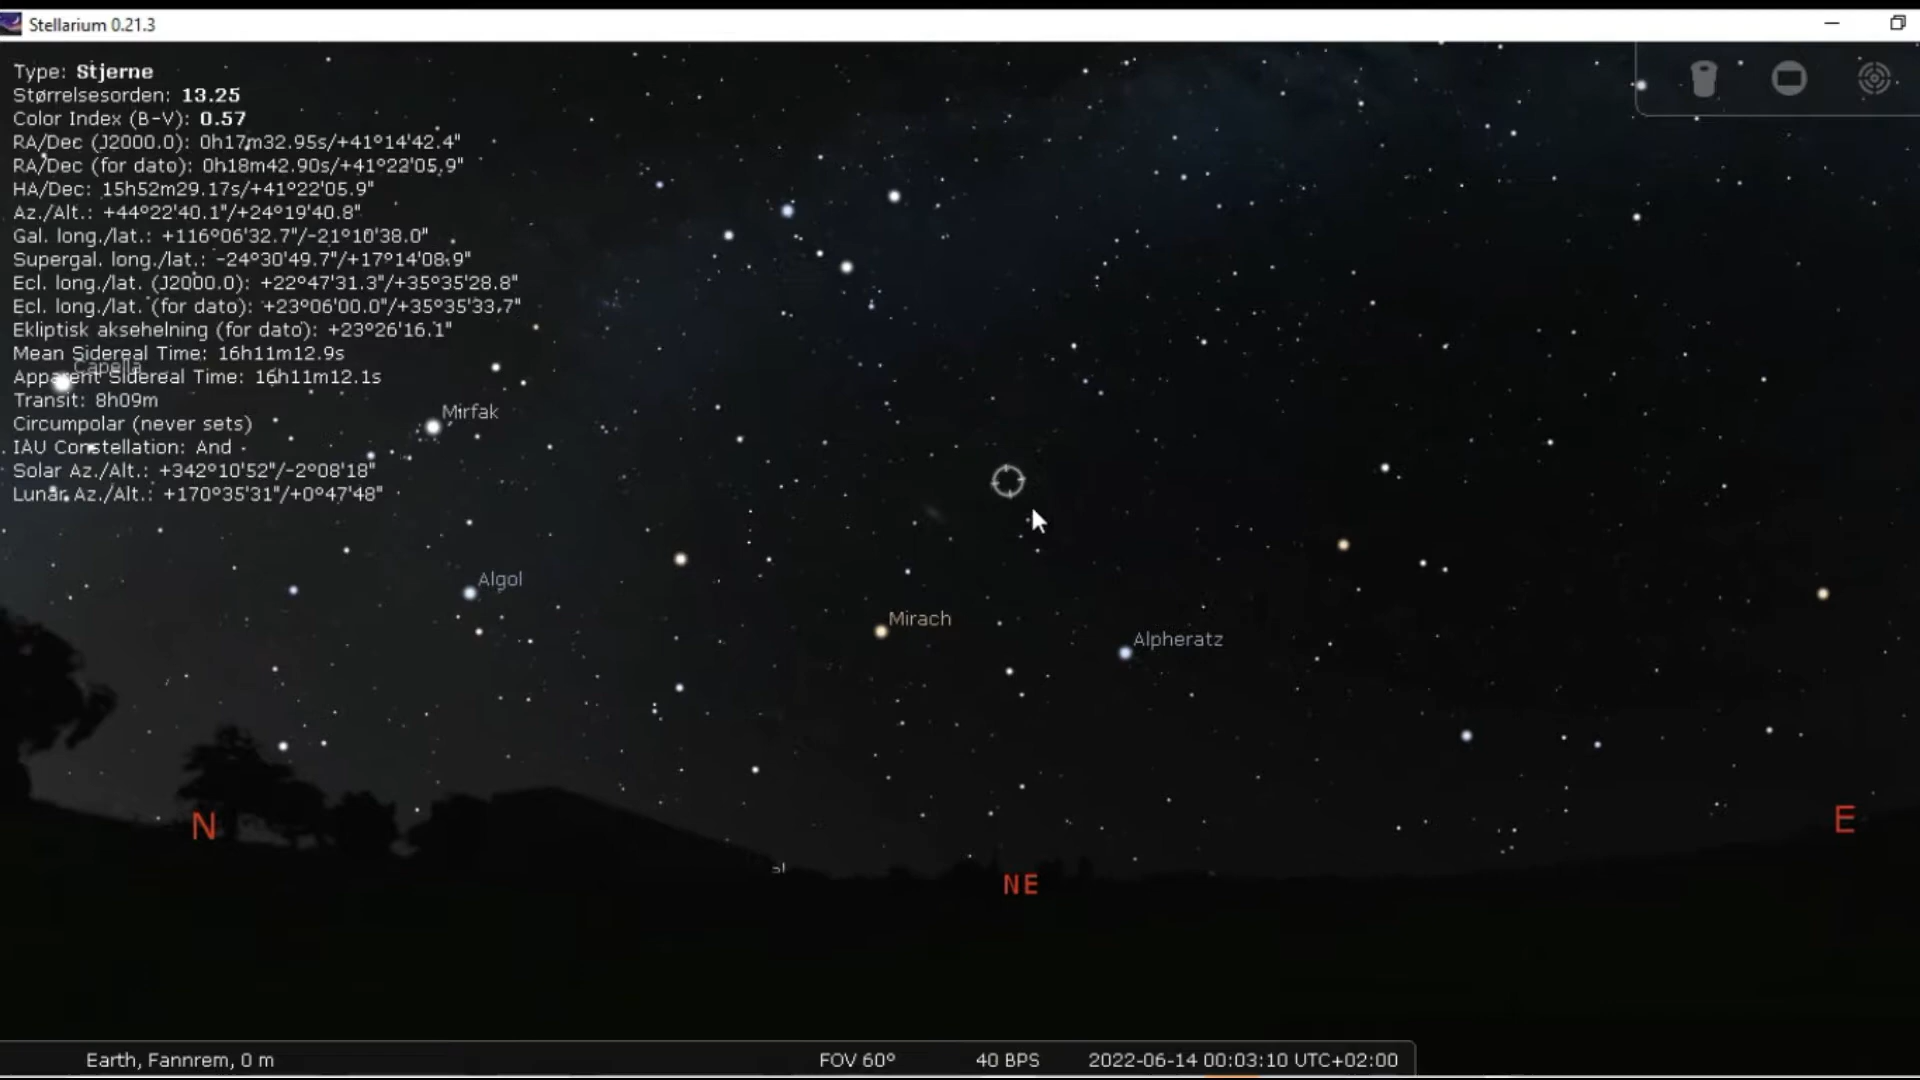 Stellarium 0.21.3
Type: Stjerne
Størrelsesorden: 13.25
Color Index (B-V): 0.57
RA/Dec (J2000.0): 0h17m32.95s/+41°14'42.4"
RA/Dec (for dato): 0h18m42.90s/+41°22'05.9"
HA/Dec: 15h52m29.17s/+41°22'05.9"
Az./Alt.: +44°22'40.1"/+24°19'40.8"
Gal. long./lat.: +116°06'32.7"/-21°10'38.0"
Supergal. long./lat.: -24°30'49.7"/+17°14'08.9"
Ecl. long./lat. (J2000.0): +22°47'31.3"/+35°35'28.8"
Ecl. long./lat. (for dato): +23°06'00.0"/+35°35'33.7"
Ekliptisk aksehelning (for dato): +23°26'16.1"
Mean Sidereal Time: 16h11m12.9s
Capella
Apparent Sidereal Time: 16h11m12.1s
Transit: 8h09m
Mirfak
Circumpolar (never sets)
IAU Constellation: And
Solar Az./Alt.: +342°10'52"/-2°08'18"
Lunar Az./Alt.: +170°35'31"/+0°47'48"
Algol
Mirach
Alpheratz
N
E
NE
Earth, Fannrem, 0 m FOV 60° 40 BPS 2022-06-14 00:03:10 UTC+02:00